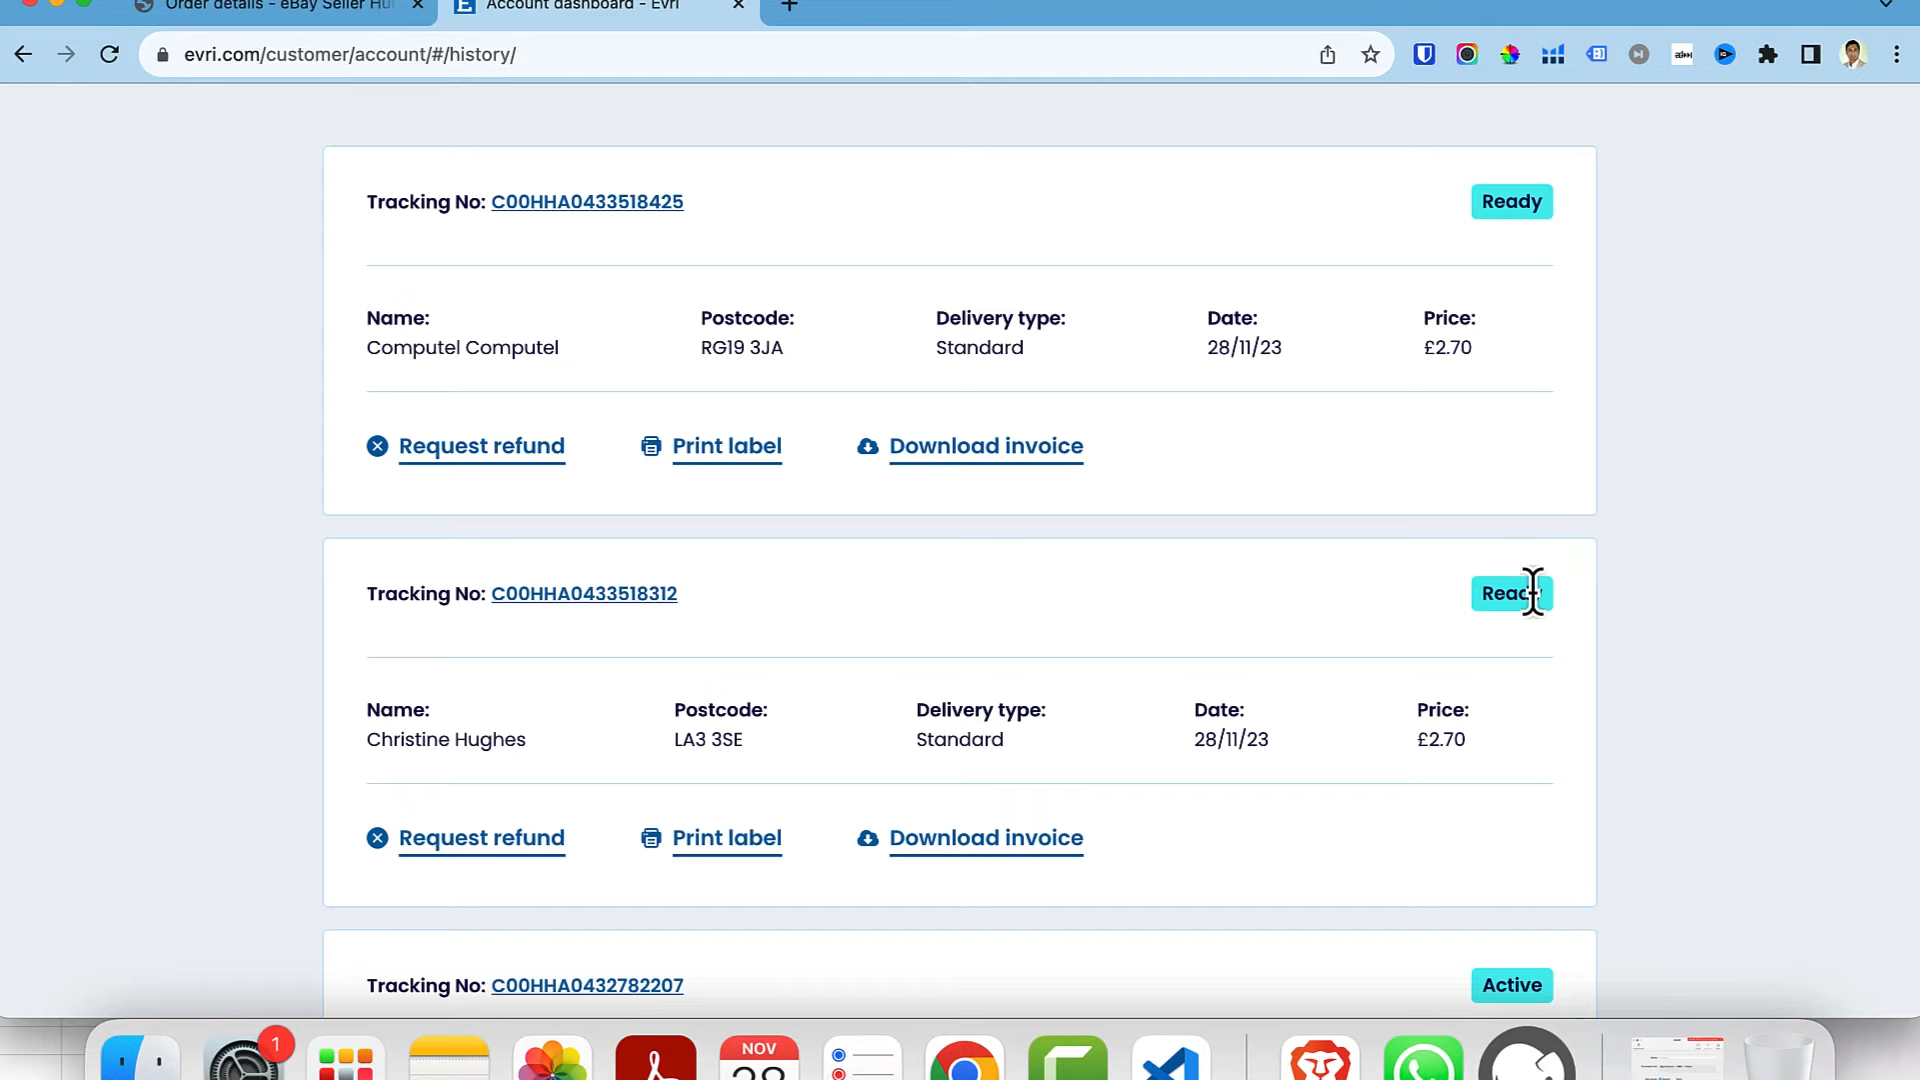 Order details - eBay Seller Hu
Account dashboard - Evri
evri.com/customer/account/#/history/
Tracking No: C00HHA0433518425
Ready
Name:
Postcode:
Delivery type:
Date:
Price:
Computel Computel
RG19 3JA
Standard
28/11/23
£2.70
Request refund
Print label
Download invoice
Tracking No: C00HHA0433518312
Ready
Name:
Postcode:
Delivery type:
Date:
Price:
Christine Hughes
LA3 3SE
Standard
28/11/23
£2.70
Request refund
Print label
Download invoice
Tracking No: C00HHA0432782207
Active
1
NOV
28